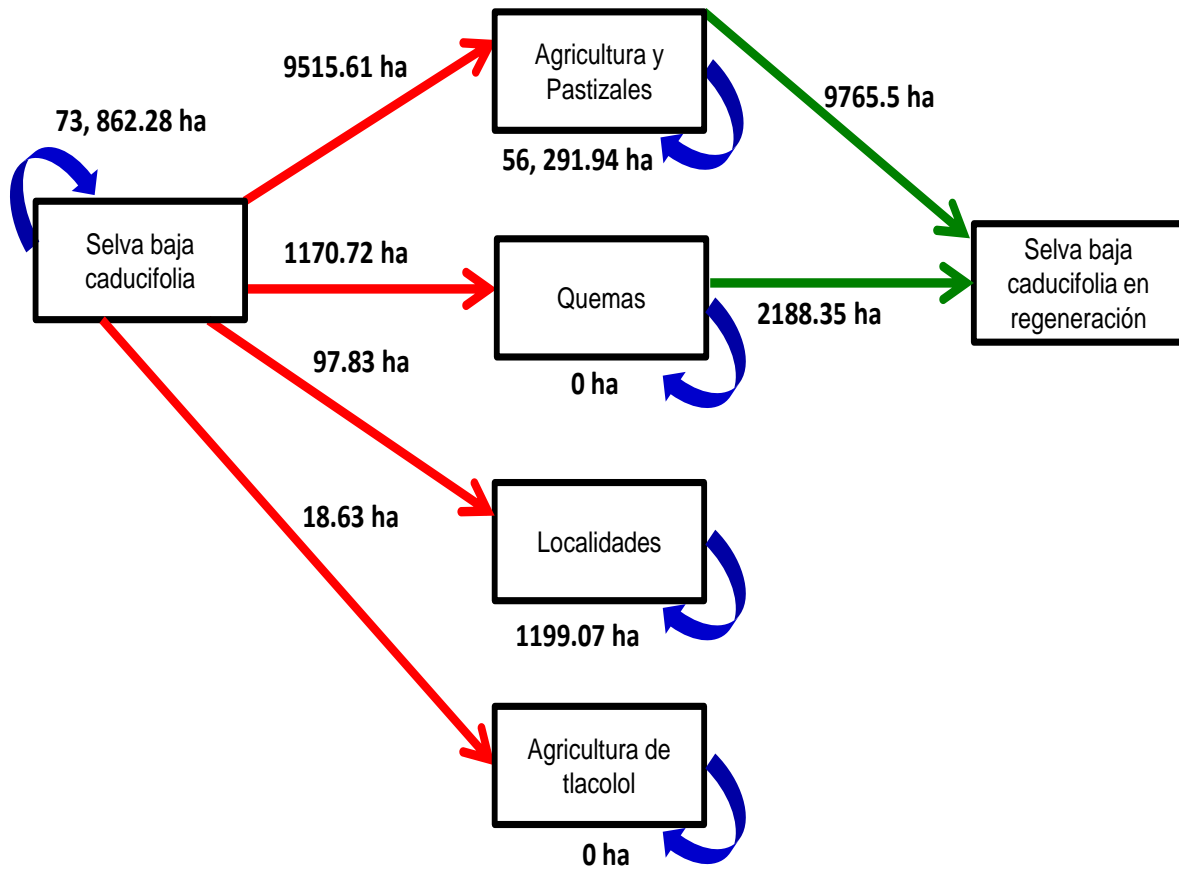 Agricultura y
Pastizales
9515.61 ha
9765.5 ha
73, 862.28 ha
56, 291.94 ha
Selva baja
caducifolia
1170.72 ha
Quemas
Selva baja
caducifolia en
regeneración
2188.35 ha
97.83 ha
0 ha
18.63 ha
Localidades
1199.07 ha
Agricultura de
tlacolol
0 ha